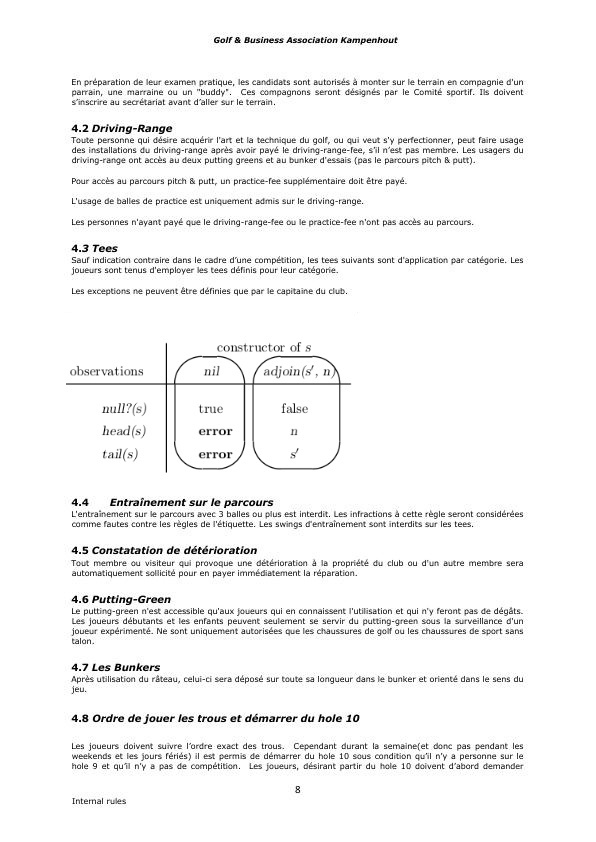 Golf & Business Association Kampenhout
En préparation de leur examen pratique, les candidats sont autorisés à monter sur le terrain en compagnie d'un
parrain, une marraine ou un "buddy". Ces compagnons seront désignés par le Comité sportif. Ils doivent
s'inscrire au secrétariat avant d'aller sur le terrain.
4.2 Driving-Range
Toute personne qui désire acquérir l'art et la technique du golf, ou qui veut s'y perfectionner, peut faire usage
des installations du driving-range après avoir payé le driving-range-fee, s'il n'est pas membre. Les usagers du
driving-range ont accès au deux putting greens et au bunker d'essais (pas le parcours pitch & putt).
Pour accès au parcours pitch & putt, un practice-fee supplémentaire doit être payé.
L'usage de balles de practice est uniquement admis sur le driving-range.
Les personnes n'ayant payé que le driving-range-fee ou le practice-fee n'ont pas accès au parcours.
4.3 Tees
Sauf indication contraire dans le cadre d'une compétition, les tees suivants sont d'application par catégorie. Les
joueurs sont tenus d'employer les tees définis pour leur catégorie.
Les exceptions ne peuvent être définies que par le capitaine du club.
constructor of s
observations nil adjoin(s′, n)
null?(s) true false
head(s) error n
tail(s) error s′
4.4 Entraînement sur le parcours
L'entraînement sur le parcours avec 3 balles ou plus est interdit. Les infractions à cette règle seront considérées
comme fautes contre les règles de l'étiquette. Les swings d'entraînement sont interdits sur les tees.
4.5 Constatation de détérioration
Tout membre ou visiteur qui provoque une détérioration à la propriété du club ou d'un autre membre sera
automatiquement sollicité pour en payer immédiatement la réparation.
4.6 Putting-Green
Le putting-green n'est accessible qu'aux joueurs qui en connaissent l'utilisation et qui n'y feront pas de dégâts.
Les joueurs débutants et les enfants peuvent seulement se servir du putting-green sous la surveillance d'un
joueur expérimenté. Ne sont uniquement autorisées que les chaussures de golf ou les chaussures de sport sans
talon.
4.7 Les Bunkers
Après utilisation du râteau, celui-ci sera déposé sur toute sa longueur dans le bunker et orienté dans le sens du
jeu.
4.8 Ordre de jouer les trous et démarrer du hole 10
Les joueurs doivent suivre l'ordre exact des trous. Cependant durant la semaine(et donc pas pendant les
weekends et les jours fériés) il est permis de démarrer du hole 10 sous condition qu'il n'y a personne sur le
hole 9 et qu'il n'y a pas de compétition. Les joueurs, désirant partir du hole 10 doivent d'abord demander
8
Internal rules